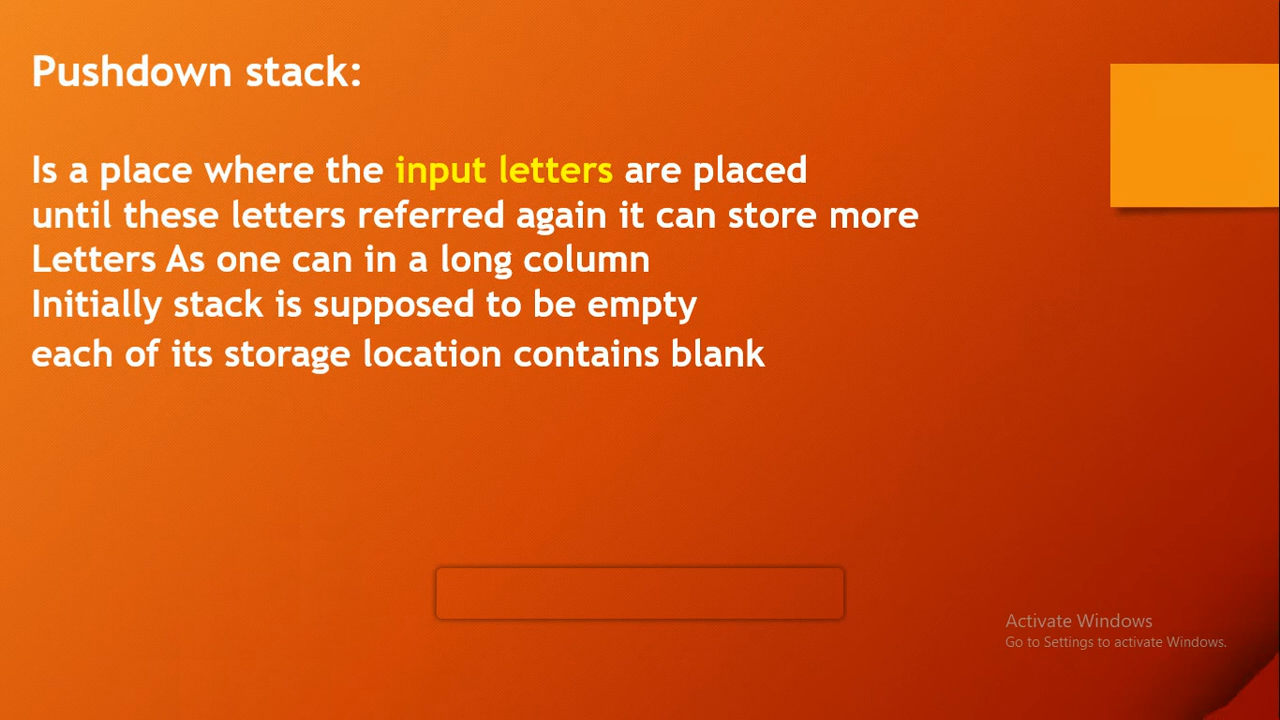 Pushdown stack:
Is a place where the input letters are placed
until these letters referred again it can store more
Letters As one can in a long column
Initially stack is supposed to be empty
each of its storage location contains blank
Activate Windows
Go to Settings to activate Windows.